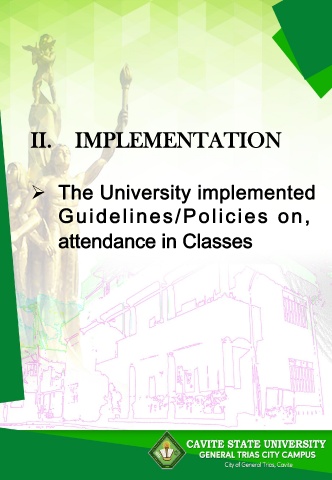 II. IMPLEMENTATION
➢ The University implemented
Guidelines/Policies on,
attendance in Classes
CAVITE STATE UNIVERSITY
GENERAL TRIAS CITY CAMPUS
City of General Trias, Cavite